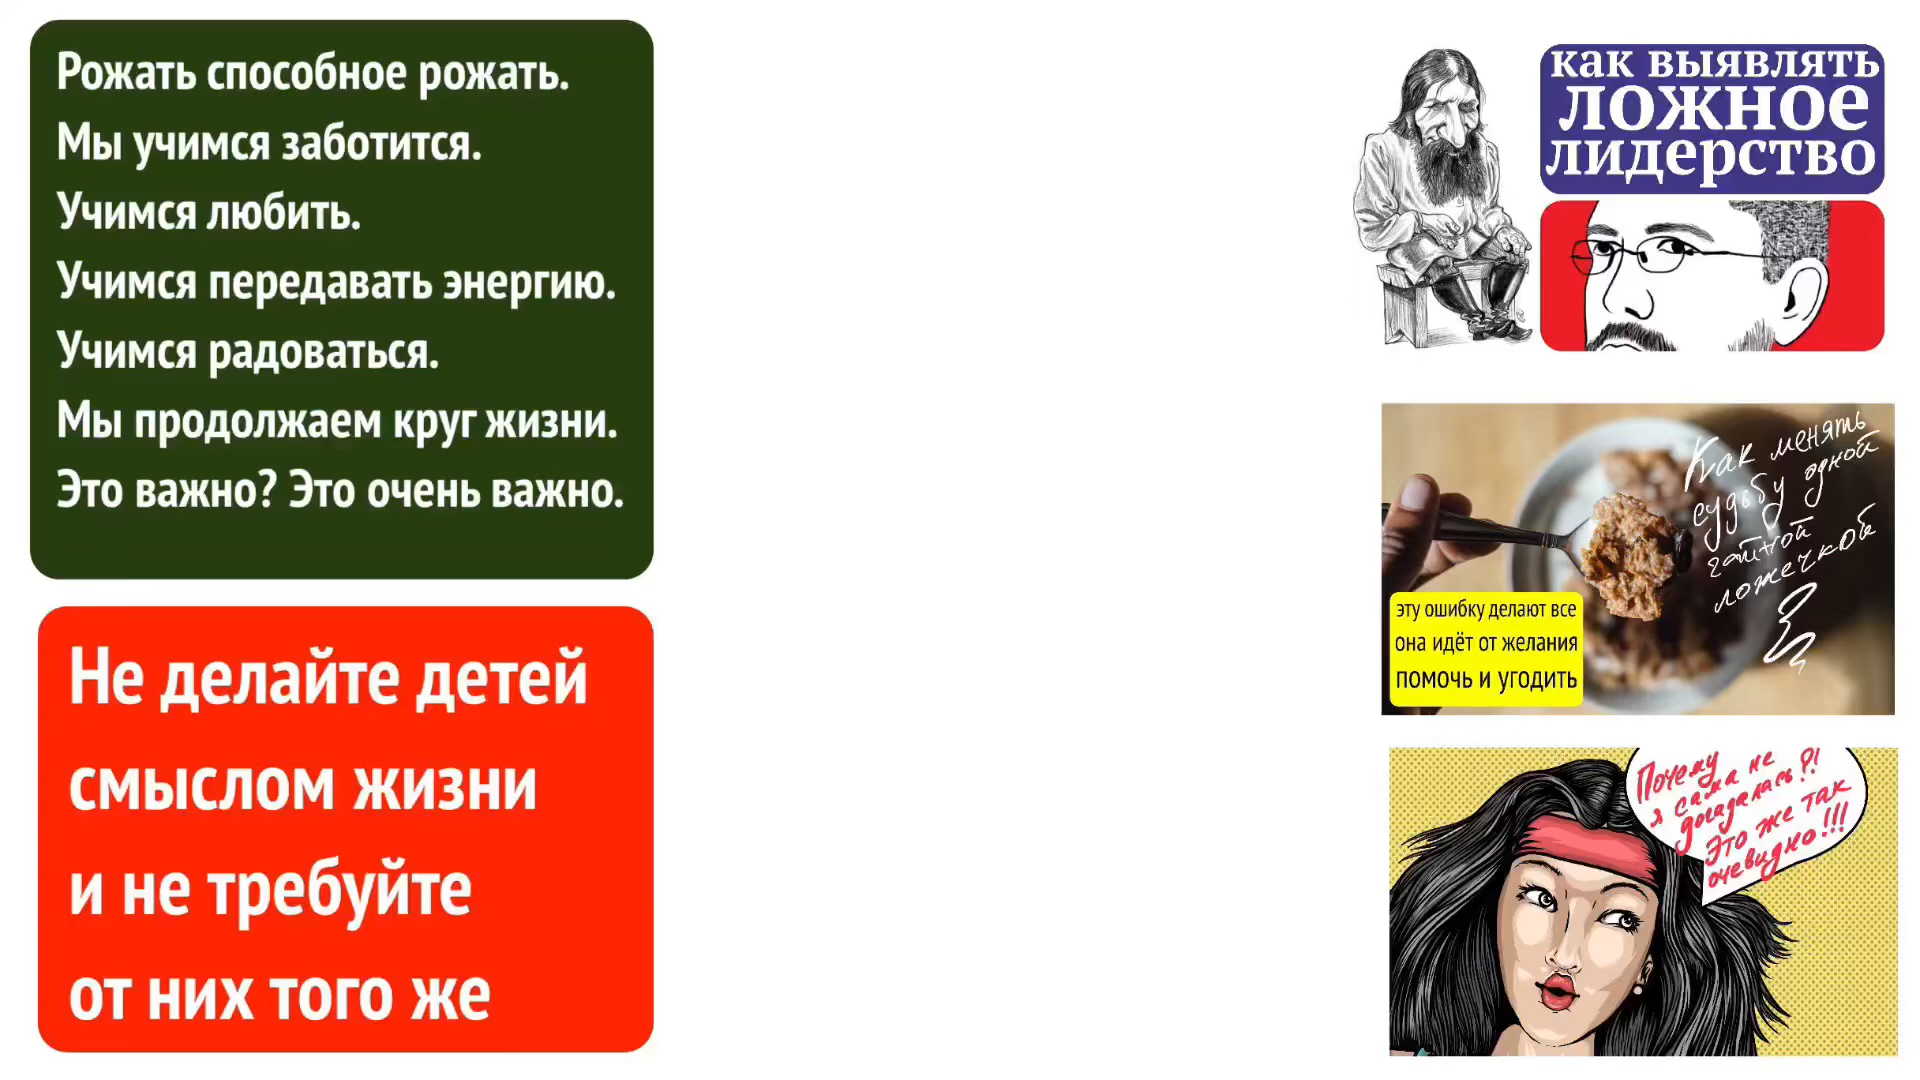 Рожать способное рожать.
Мы учимся заботится.
Учимся любить.
Учимся передавать энергию.
Учимся радоваться.
Мы продолжаем круг жизни.
Это важно? Это очень важно.
Не делайте детей
смыслом жизни
и не требуйте
от них того же
как выявлять
ложное
лидерство
Как менять
судьбу одной
чайной
ложечкой
эту ошибку делают все
она идёт от желания
помочь и угодить
Почему
я сама не
догадалась?!
Это же так
очевидно!!!